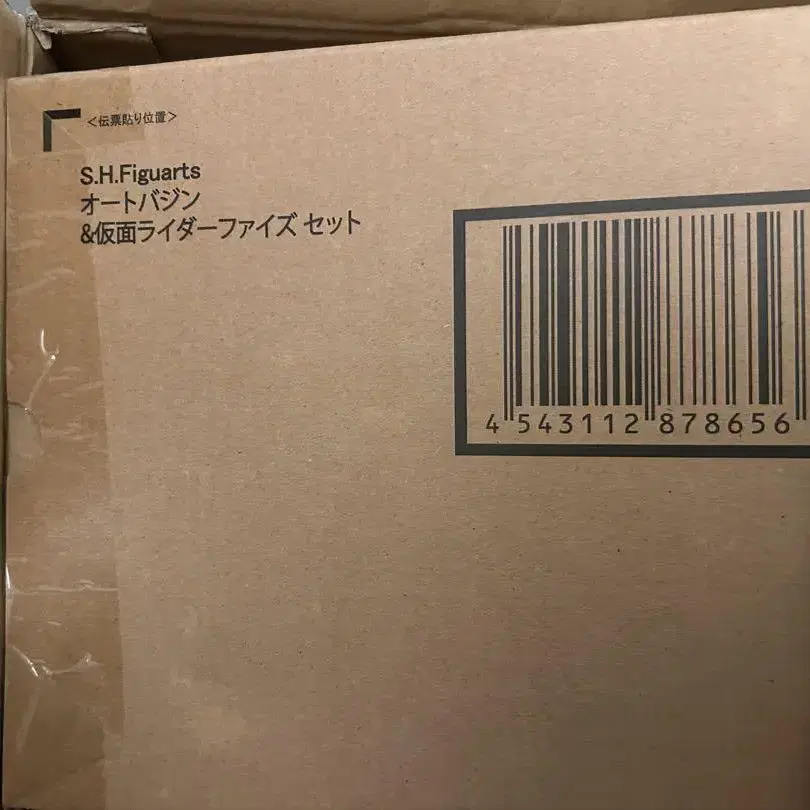 <伝票貼り位置>
S.H.Figuarts
オートバジン
&仮面ライダーファイズ セット
4 543112 878656